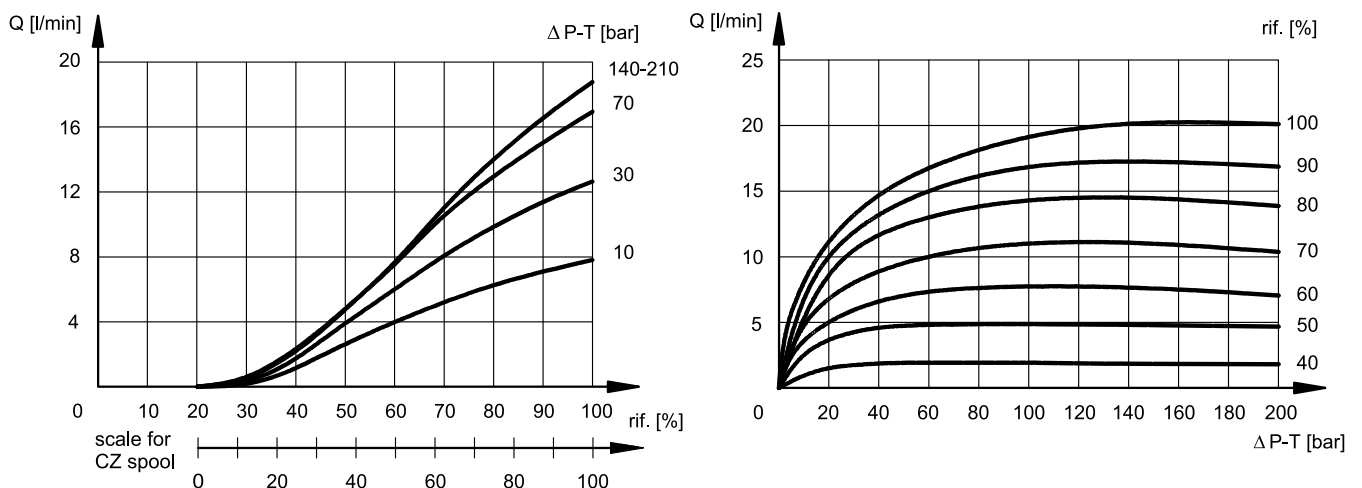 Q [l/min]
Δ P-T [bar]
20
16
12
8
4
140-210
70
30
10
0 10 20 30 40 50 60 70 80 90 100
rif. [%]
scale for
CZ spool
0 20 40 60 80 100
Q [l/min]
rif. [%]
25
20
15
10
5
100
90
80
70
60
50
40
0 20 40 60 80 100 120 140 160 180 200
Δ P-T [bar]